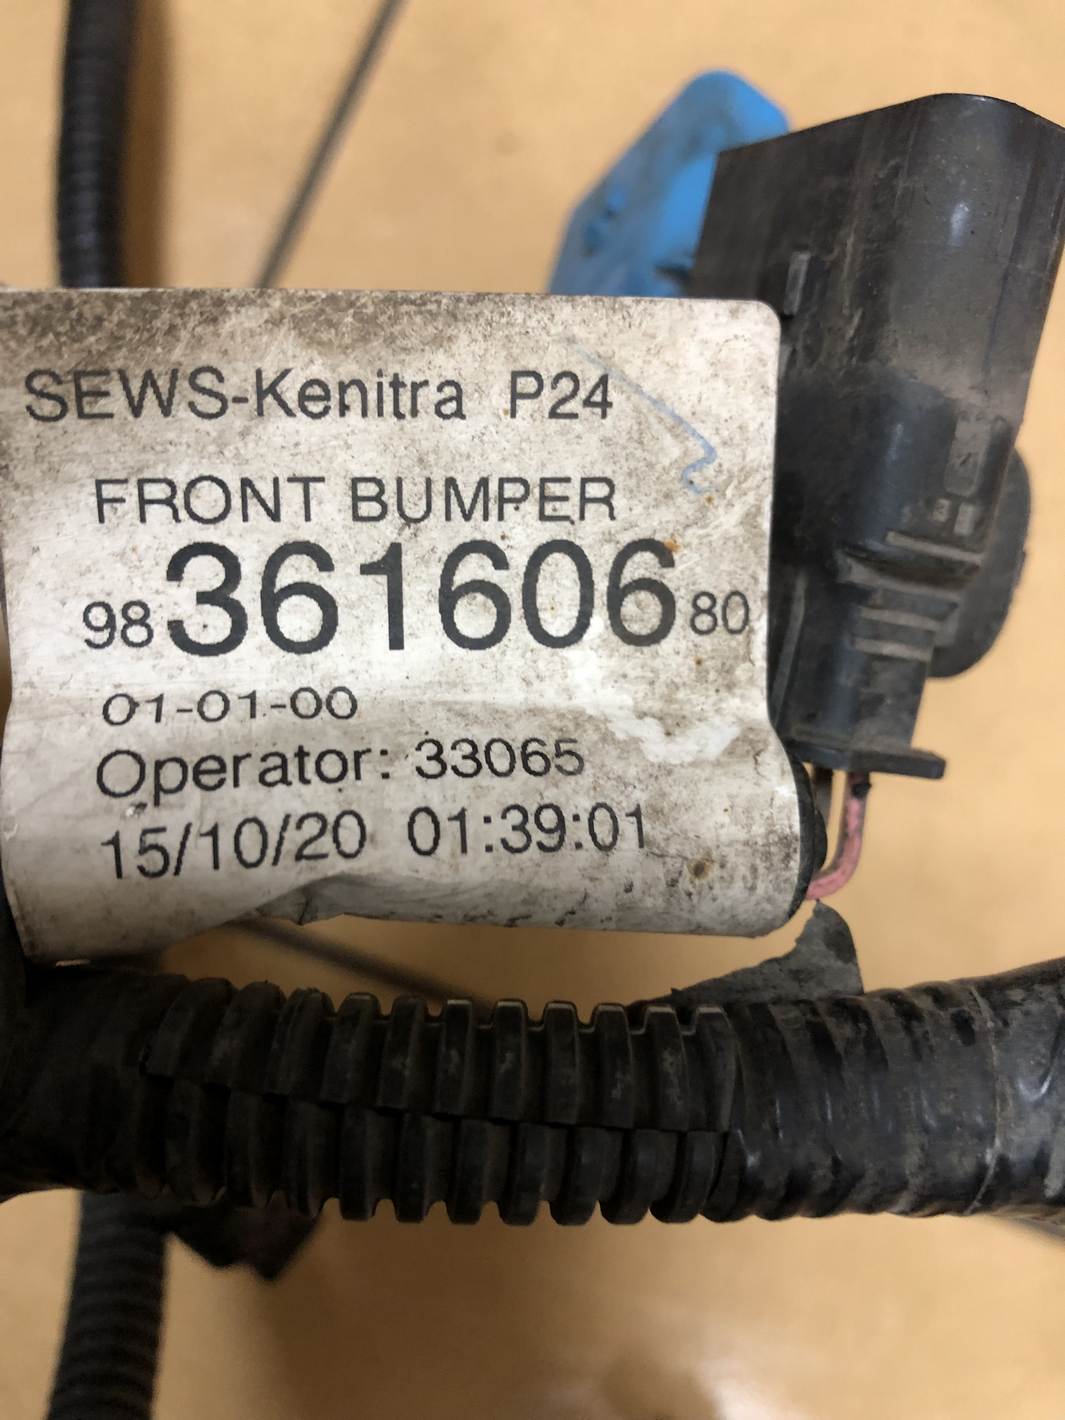 SEWS-Kenitra P24
FRONT BUMPER
98 361606 80
01-01-00
Operator: 33065
15/10/20 01:39:01